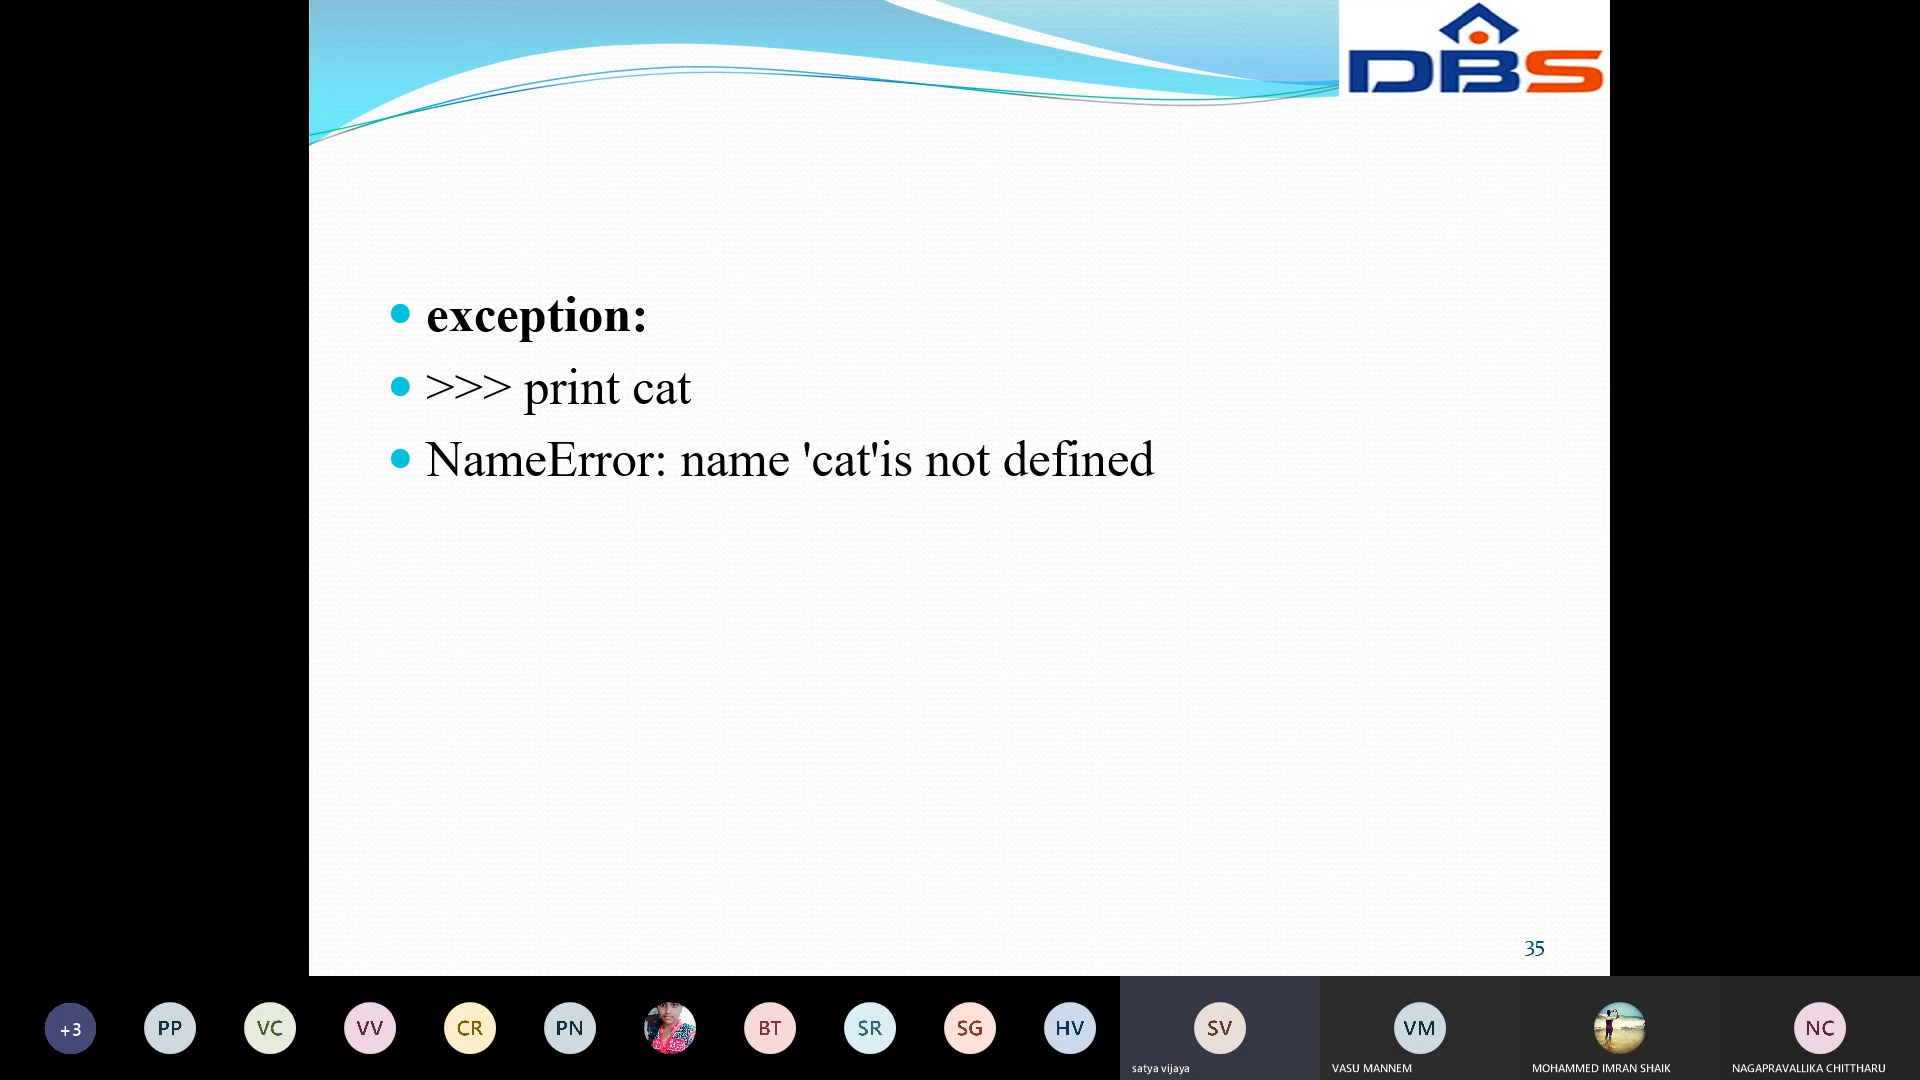 DBS
exception:
>>> print cat
NameError: name 'cat'is not defined
35
+3
PP
VC
VV
CR
PN
BT
SR
SG
HV
SV
VM
NC
satya vijaya
VASU MANNEM
MOHAMMED IMRAN SHAIK
NAGAPRAVALLIKA CHITTHARU